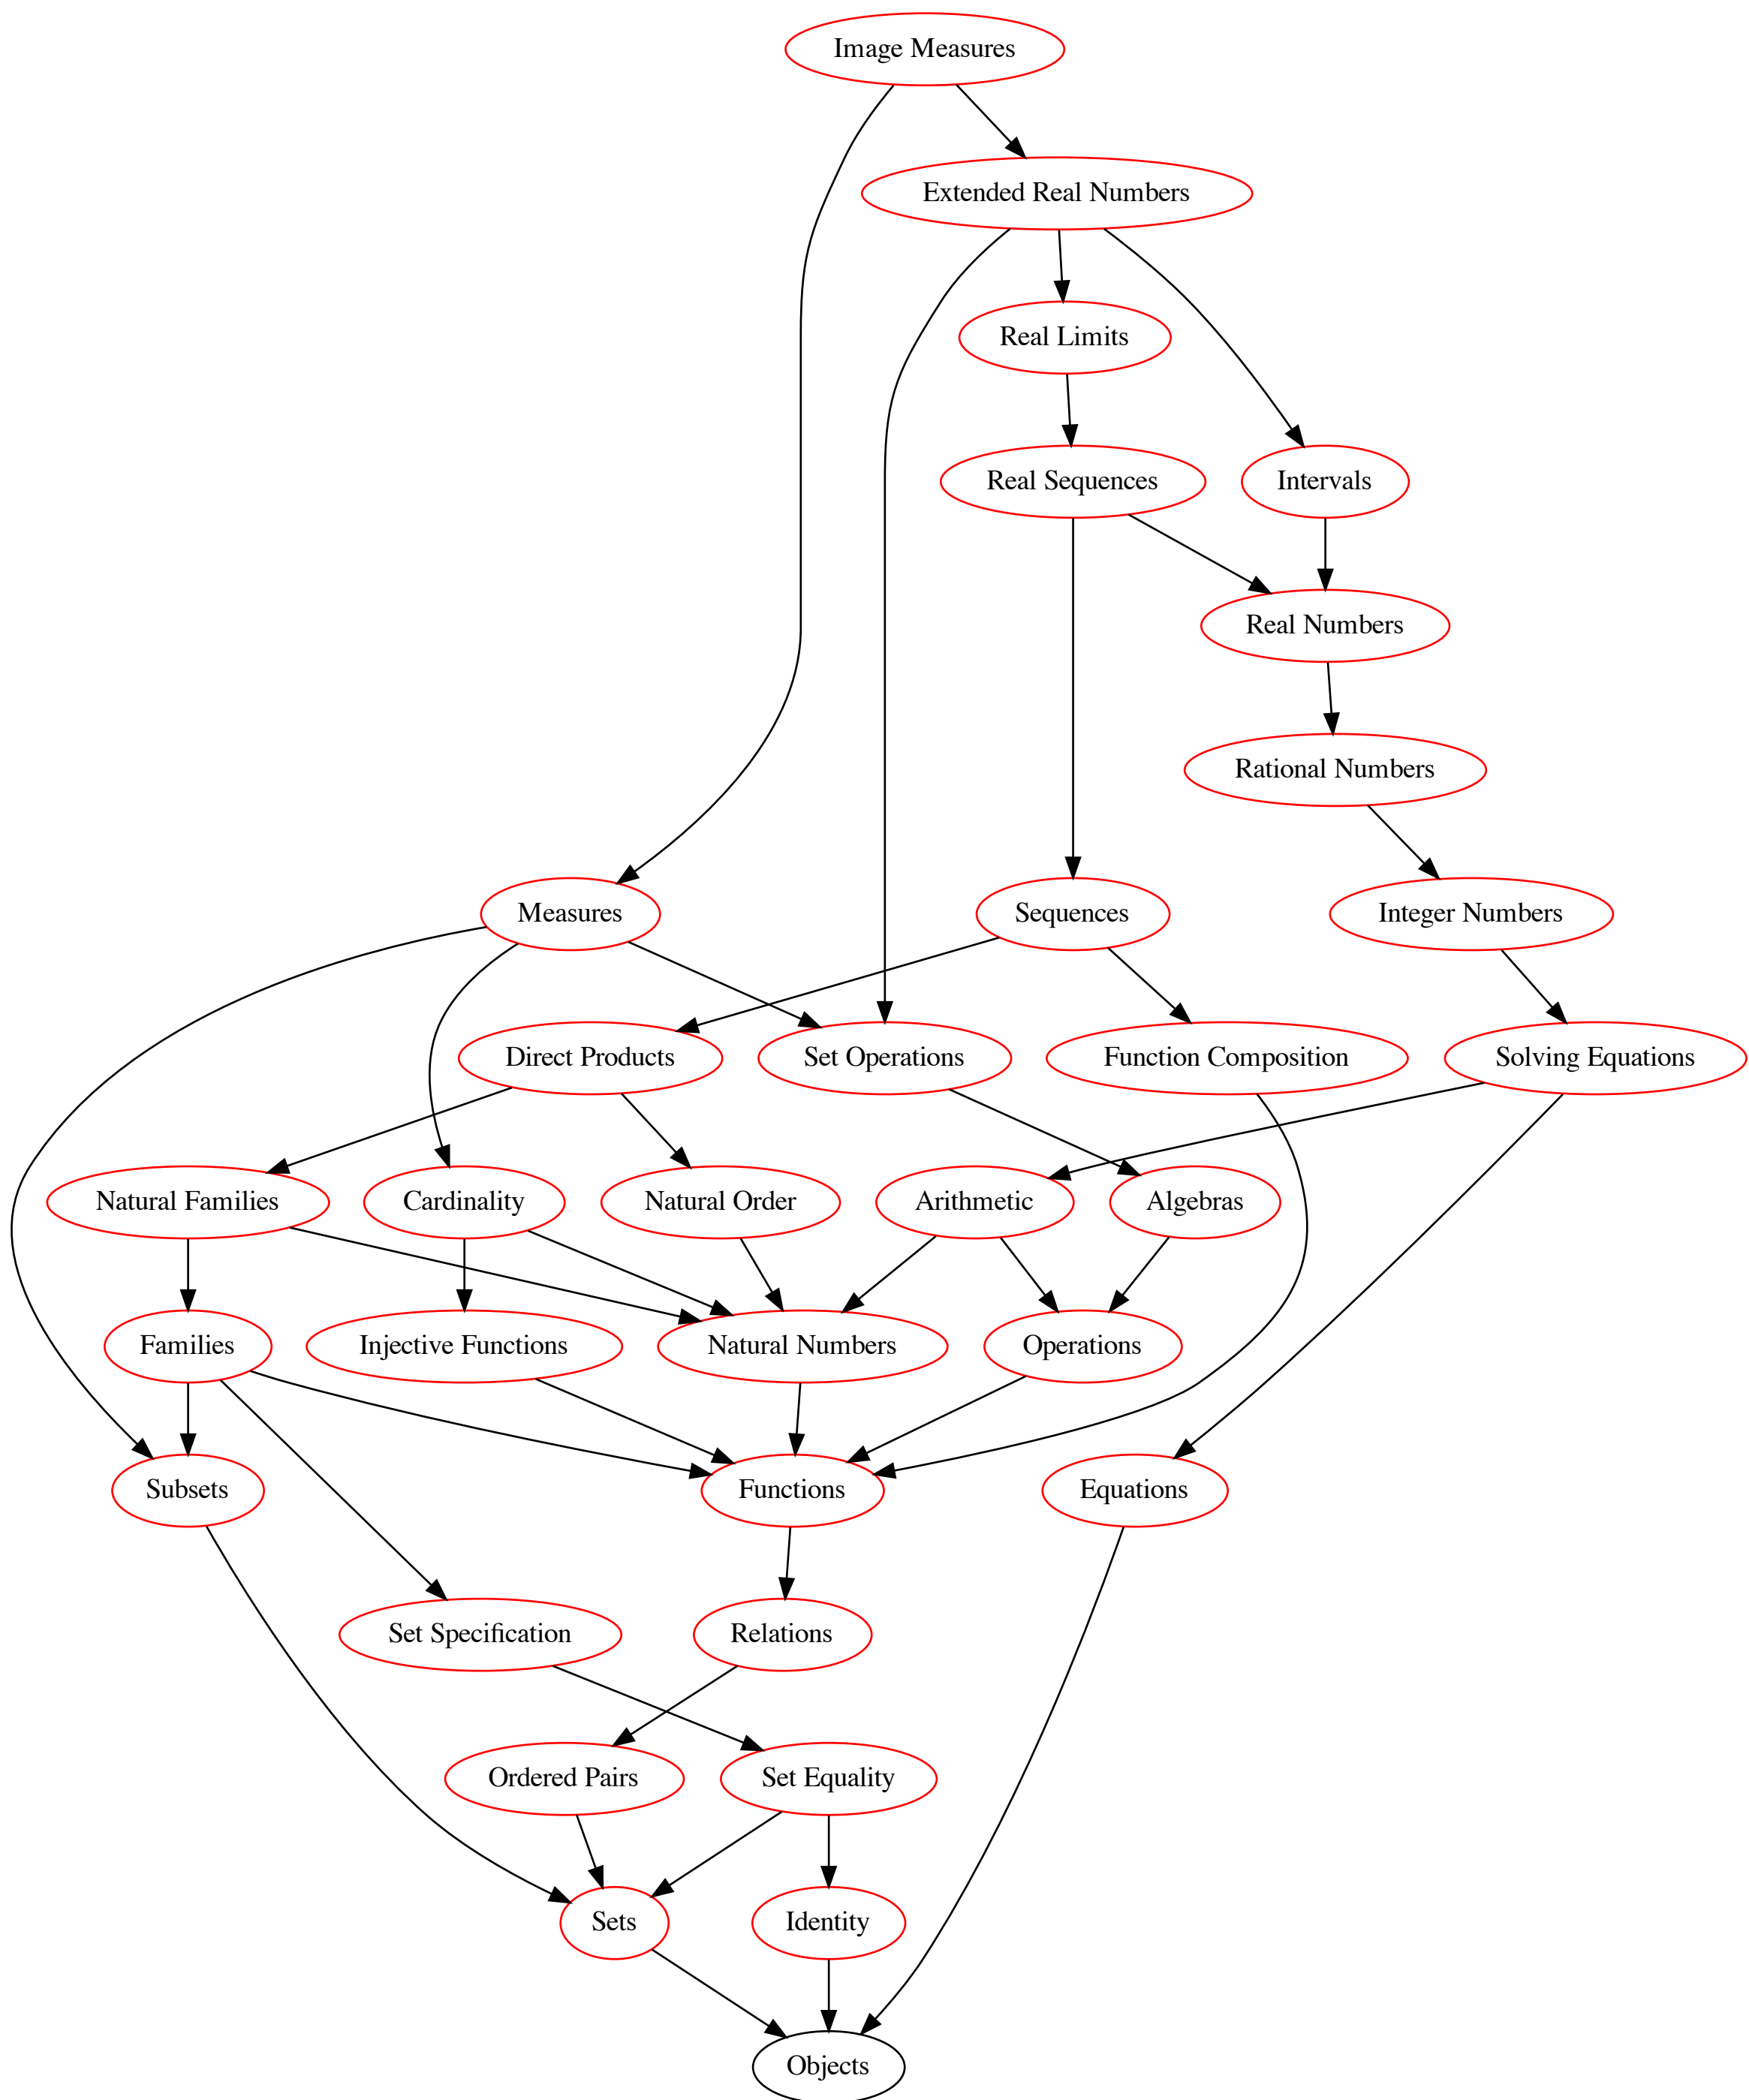 Image Measures
Extended Real Numbers
Real Limits
Real Sequences
Intervals
Real Numbers
Rational Numbers
Measures
Sequences
Integer Numbers
Direct Products
Set Operations
Function Composition
Solving Equations
Natural Families
Cardinality
Natural Order
Arithmetic
Algebras
Families
Injective Functions
Natural Numbers
Operations
Subsets
Functions
Equations
Set Specification
Relations
Ordered Pairs
Set Equality
Sets
Identity
Objects